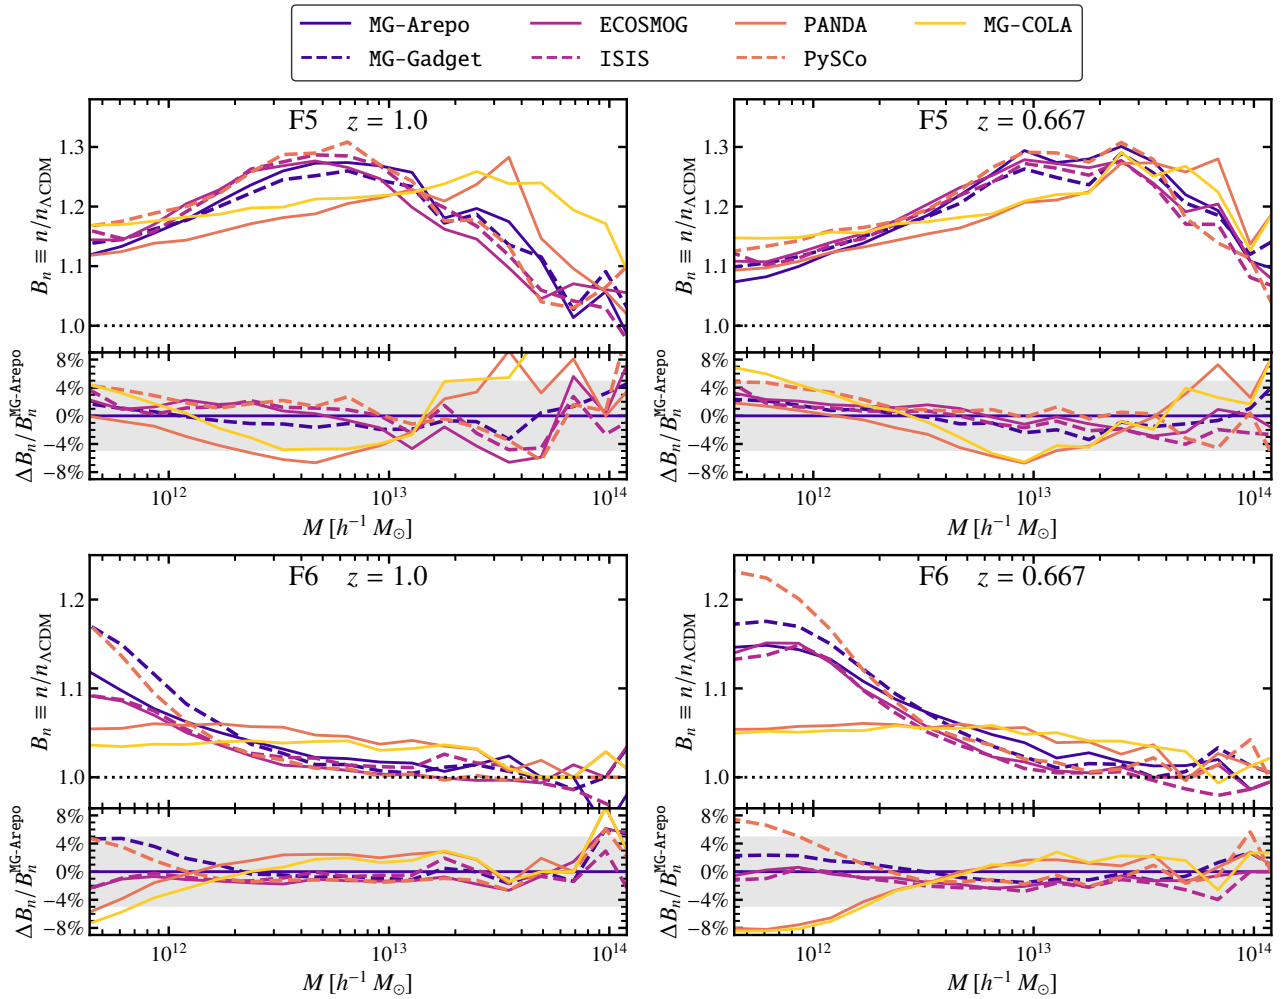 MG-Arepo ECOSMOG PANDA MG-COLA
MG-Gadget ISIS PySCo
F5 z = 1.0
1.3
1.2
1.1
1.0
B_n ≡ n/n_ΛCDM
8%
4%
0%
−4%
−8%
ΔB_n/B_n^MG-Arepo
10^12 10^13 10^14
M [h^−1 M_⊙]
F5 z = 0.667
1.3
1.2
1.1
1.0
B_n ≡ n/n_ΛCDM
8%
4%
0%
−4%
−8%
ΔB_n/B_n^MG-Arepo
10^12 10^13 10^14
M [h^−1 M_⊙]
F6 z = 1.0
1.2
1.1
1.0
B_n ≡ n/n_ΛCDM
8%
4%
0%
−4%
−8%
ΔB_n/B_n^MG-Arepo
10^12 10^13 10^14
M [h^−1 M_⊙]
F6 z = 0.667
1.2
1.1
1.0
B_n ≡ n/n_ΛCDM
8%
4%
0%
−4%
−8%
ΔB_n/B_n^MG-Arepo
10^12 10^13 10^14
M [h^−1 M_⊙]